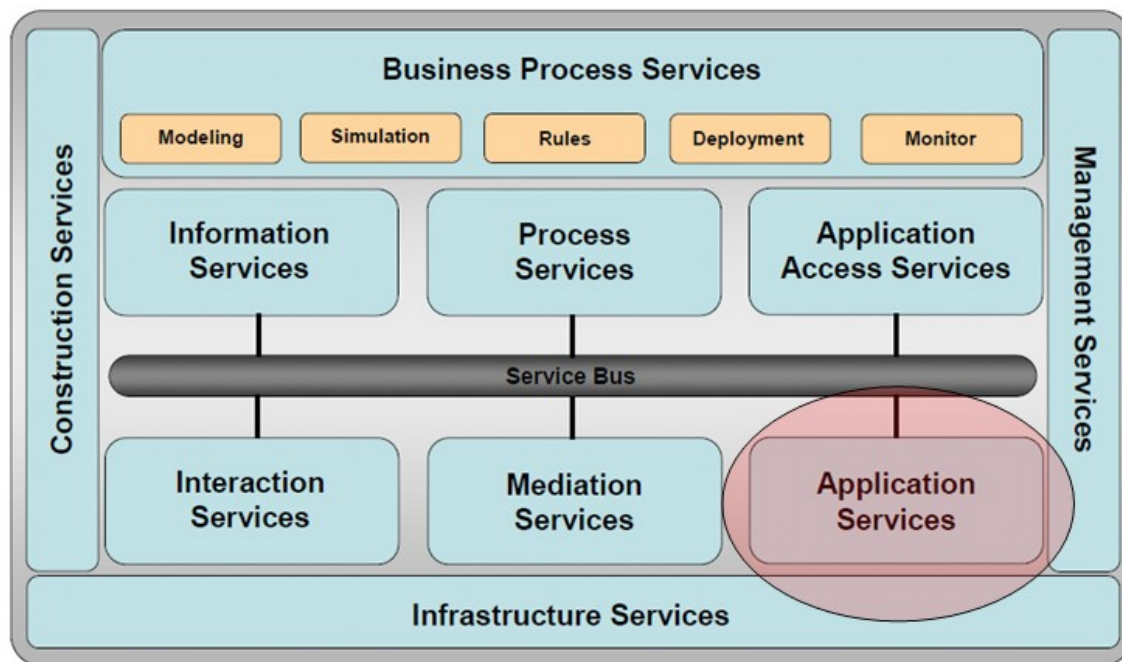 Business Process Services
Modeling
Simulation
Rules
Deployment
Monitor
Construction Services
Management Services
Information
Services
Process
Services
Application
Access Services
Service Bus
Interaction
Services
Mediation
Services
Application
Services
Infrastructure Services